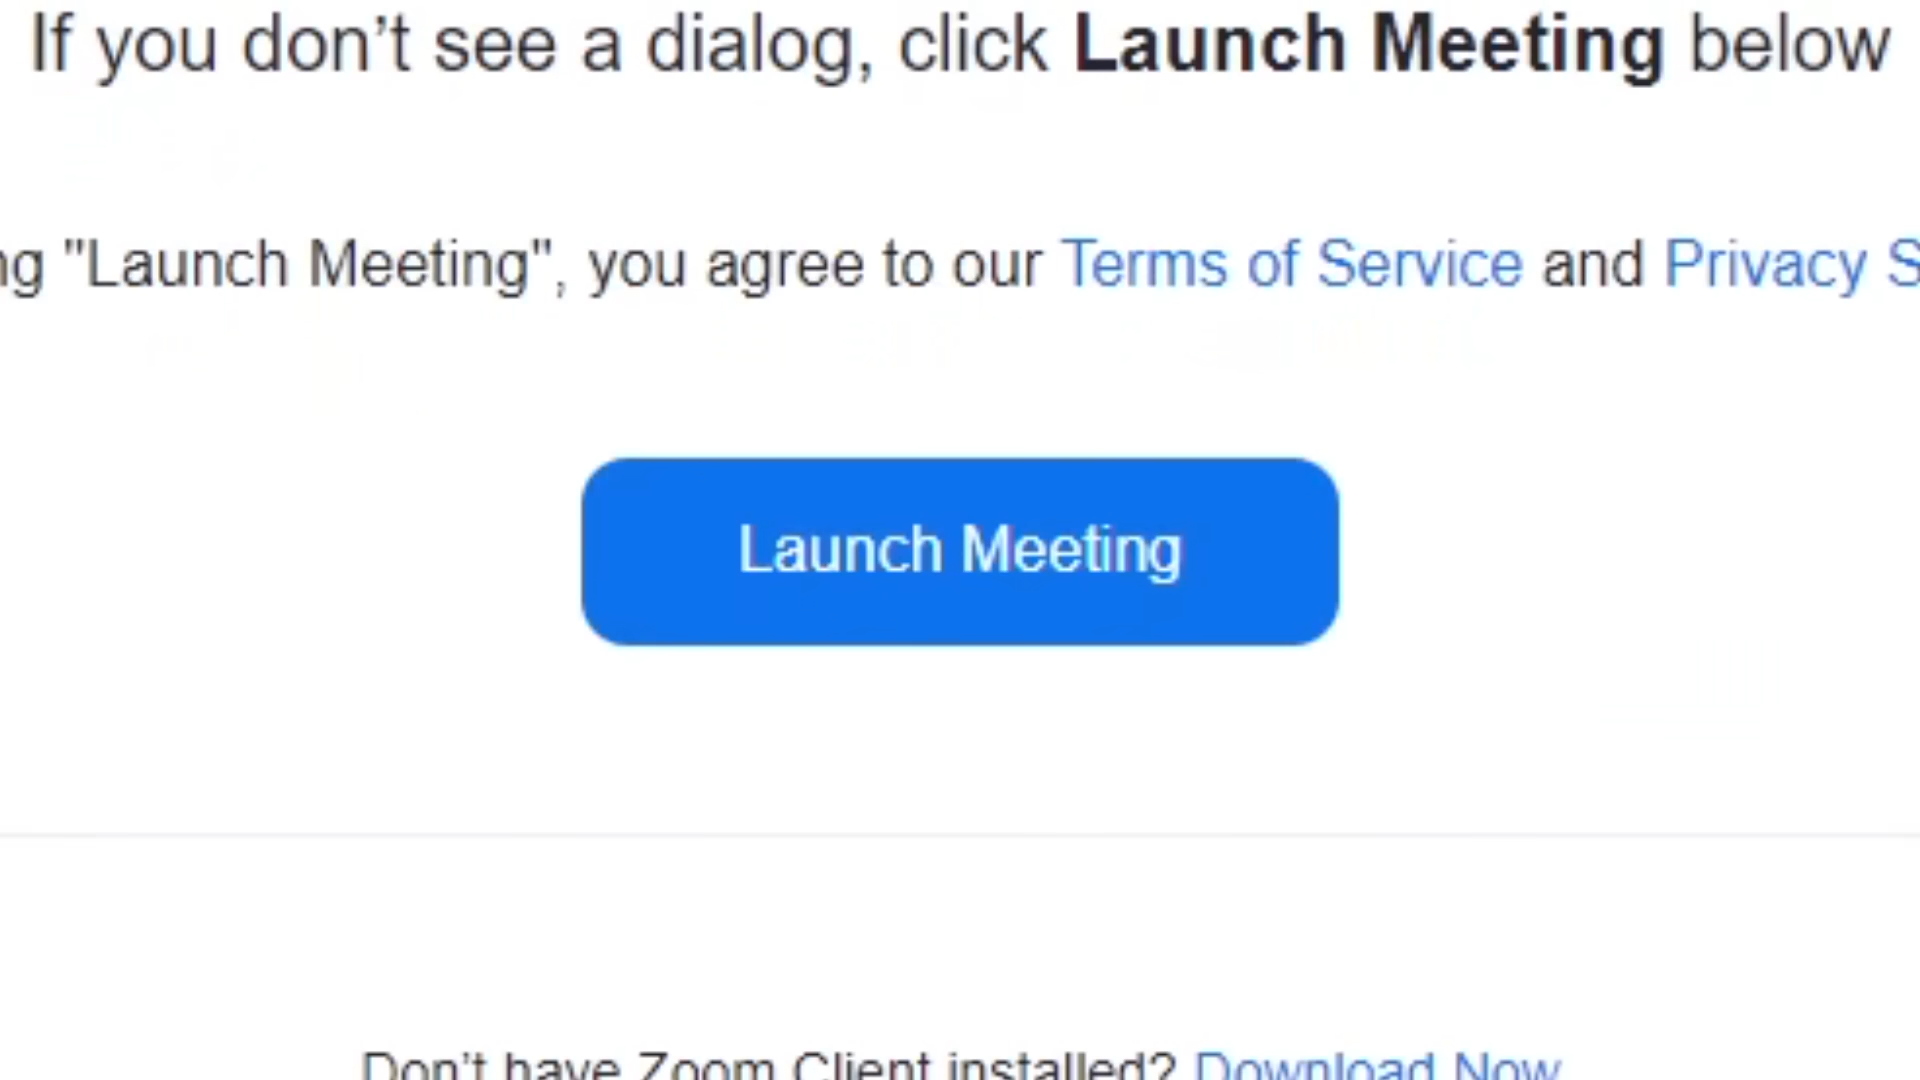 If you don’t see a dialog, click Launch Meeting below
ng "Launch Meeting", you agree to our Terms of Service and Privacy S
Launch Meeting
Don't have Zoom Client installed? Download Now